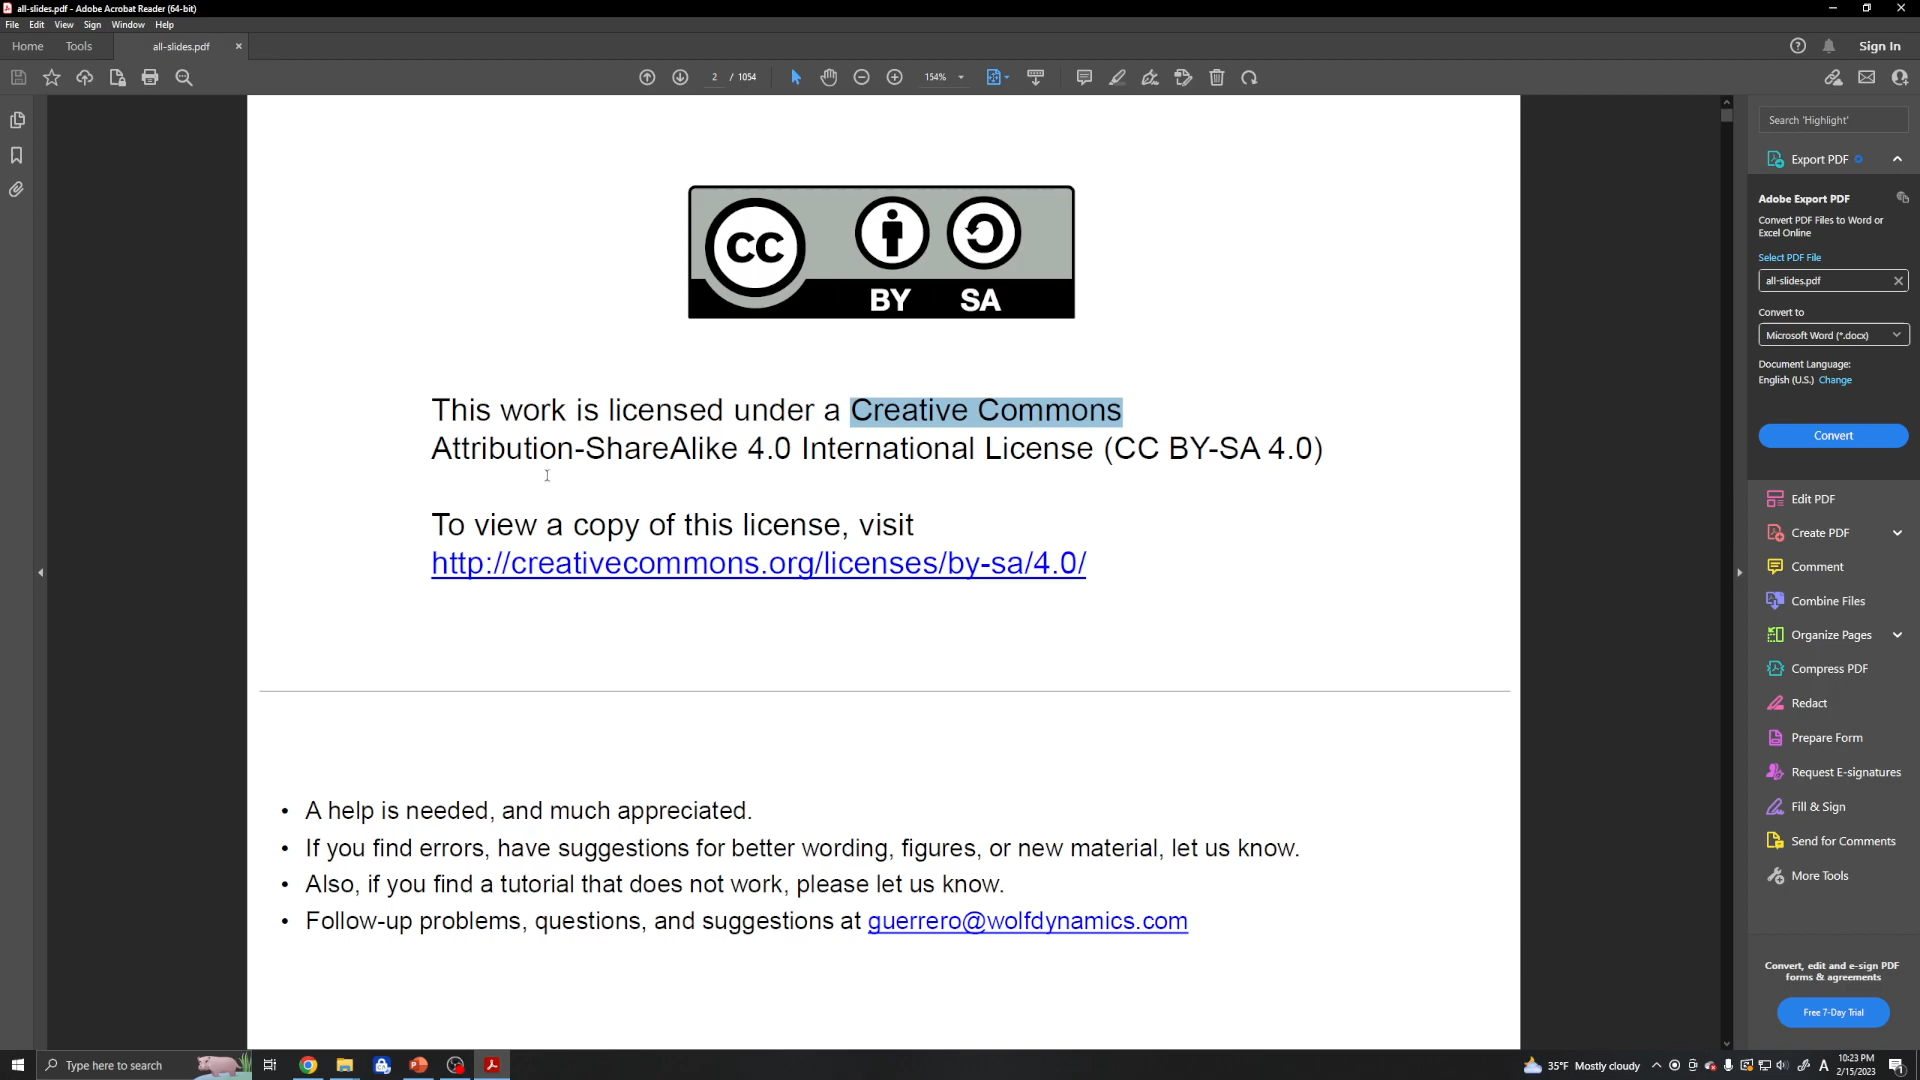 all-slides.pdf - Adobe Acrobat Reader (64-bit)
File Edit View Sign Window Help
Home Tools all-slides.pdf × Sign In
2 / 1054 154%
CC BY SA
This work is licensed under a Creative Commons
Attribution-ShareAlike 4.0 International License (CC BY-SA 4.0)
To view a copy of this license, visit
http://creativecommons.org/licenses/by-sa/4.0/
• A help is needed, and much appreciated.
• If you find errors, have suggestions for better wording, figures, or new material, let us know.
• Also, if you find a tutorial that does not work, please let us know.
• Follow-up problems, questions, and suggestions at guerrero@wolfdynamics.com
Search 'Highlight'
Export PDF
Adobe Export PDF
Convert PDF Files to Word or
Excel Online
Select PDF File
all-slides.pdf
Convert to
Microsoft Word (*.docx)
Document Language:
English (U.S.) Change
Convert
Edit PDF
Create PDF
Comment
Combine Files
Organize Pages
Compress PDF
Redact
Prepare Form
Request E-signatures
Fill & Sign
Send for Comments
More Tools
Convert, edit and e-sign PDF
forms & agreements
Free 7-Day Trial
Type here to search
35°F Mostly cloudy
A
10:23 PM
2/15/2023